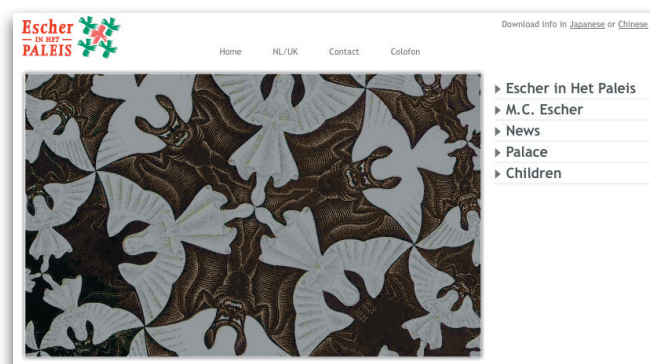 Escher
IN HET
PALEIS
Download info in Japanese or Chinese
Home NL/UK Contact Colofon
Escher in Het Paleis
M.C. Escher
News
Palace
Children